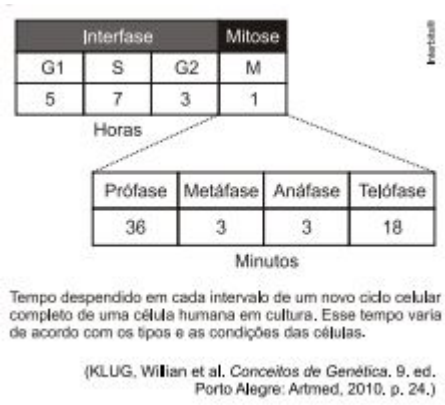 Interfase Mitose
G1 S G2 M
5 7 3 1
Horas
Prófase Metáfase Anáfase Telófase
36 3 3 18
Minutos
Interbits®
Tempo despendido em cada intervalo de um novo ciclo celular
completo de uma célula humana em cultura. Esse tempo varia
de acordo com os tipos e as condições das células.
(KLUG, Willian et al. Conceitos de Genética. 9. ed.
Porto Alegre: Artmed, 2010. p. 24.)